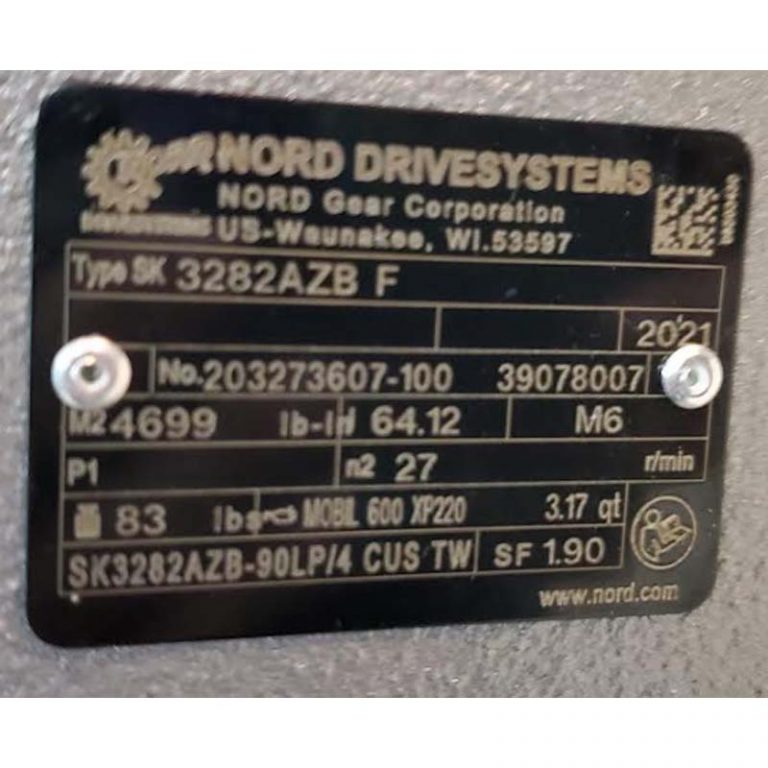 NORD DRIVESYSTEMS
NORD Gear Corporation
US-Waunakee, WI.53597
Type SK 3282AZB F
2021
No.203273607-100 39078007
M2 4699 lb-in i 64.12 M6
P1 n2 27 r/min
83 lbs MOBIL 600 XP220 3.17 qt
SK3282AZB-90LP/4 CUS TW SF 1.90
www.nord.com